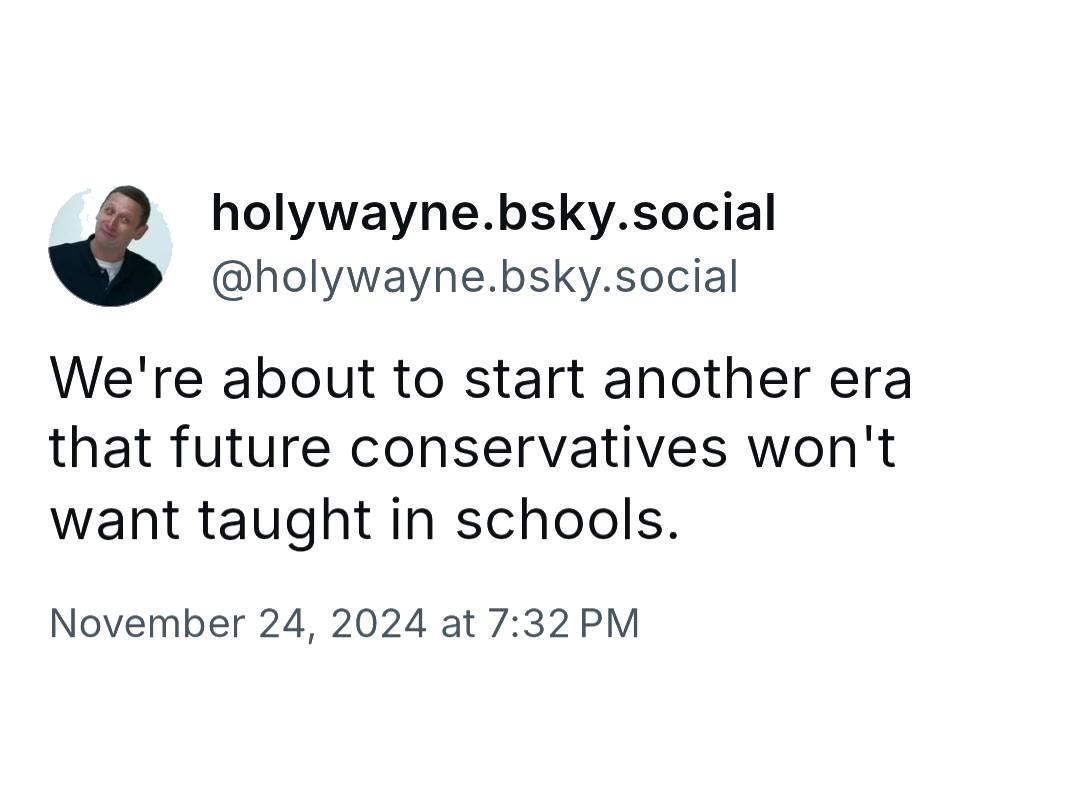 holywayne.bsky.social
@holywayne.bsky.social
We're about to start another era
that future conservatives won't
want taught in schools.
November 24, 2024 at 7:32 PM